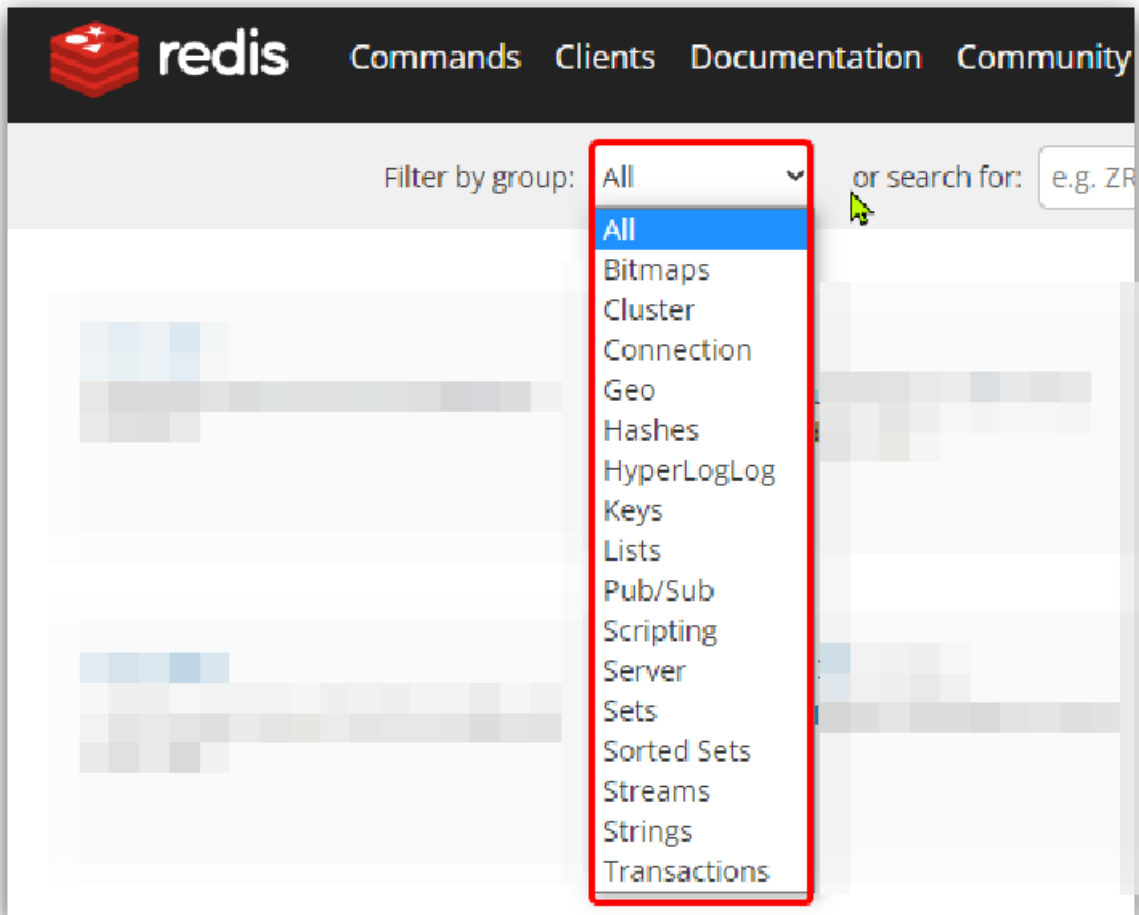 redis Commands Clients Documentation Community
Filter by group: All or search for: e.g. ZR
All
Bitmaps
Cluster
Connection
Geo
Hashes
HyperLogLog
Keys
Lists
Pub/Sub
Scripting
Server
Sets
Sorted Sets
Streams
Strings
Transactions